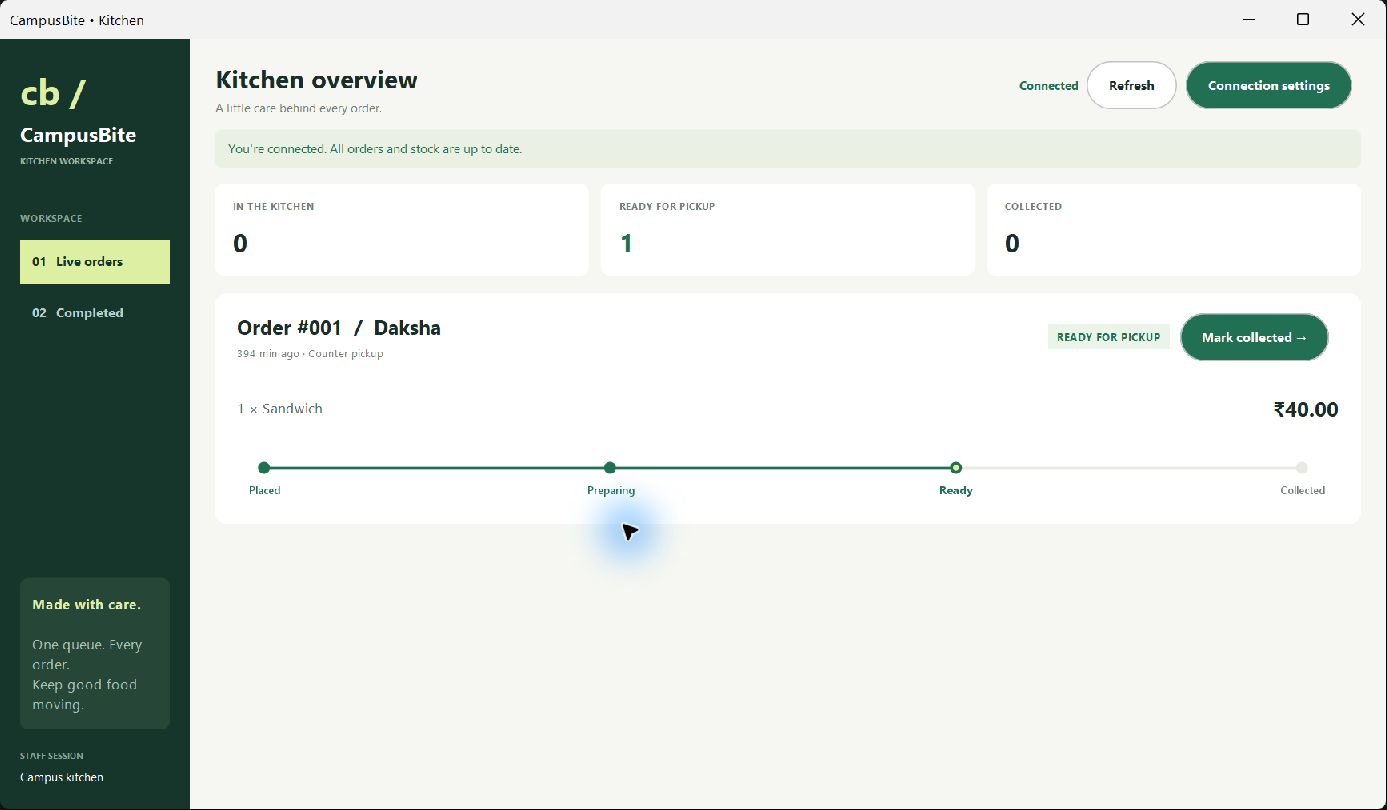 CampusBite • Kitchen
cb /
CampusBite
KITCHEN WORKSPACE
WORKSPACE
01 Live orders
02 Completed
Made with care.
One queue. Every
order.
Keep good food
moving.
STAFF SESSION
Campus kitchen
Kitchen overview
A little care behind every order.
Connected
Refresh
Connection settings
You're connected. All orders and stock are up to date.
IN THE KITCHEN
0
READY FOR PICKUP
1
COLLECTED
0
Order #001 / Daksha
394 min ago · Counter pickup
READY FOR PICKUP
Mark collected →
1 × Sandwich
₹40.00
Placed
Preparing
Ready
Collected